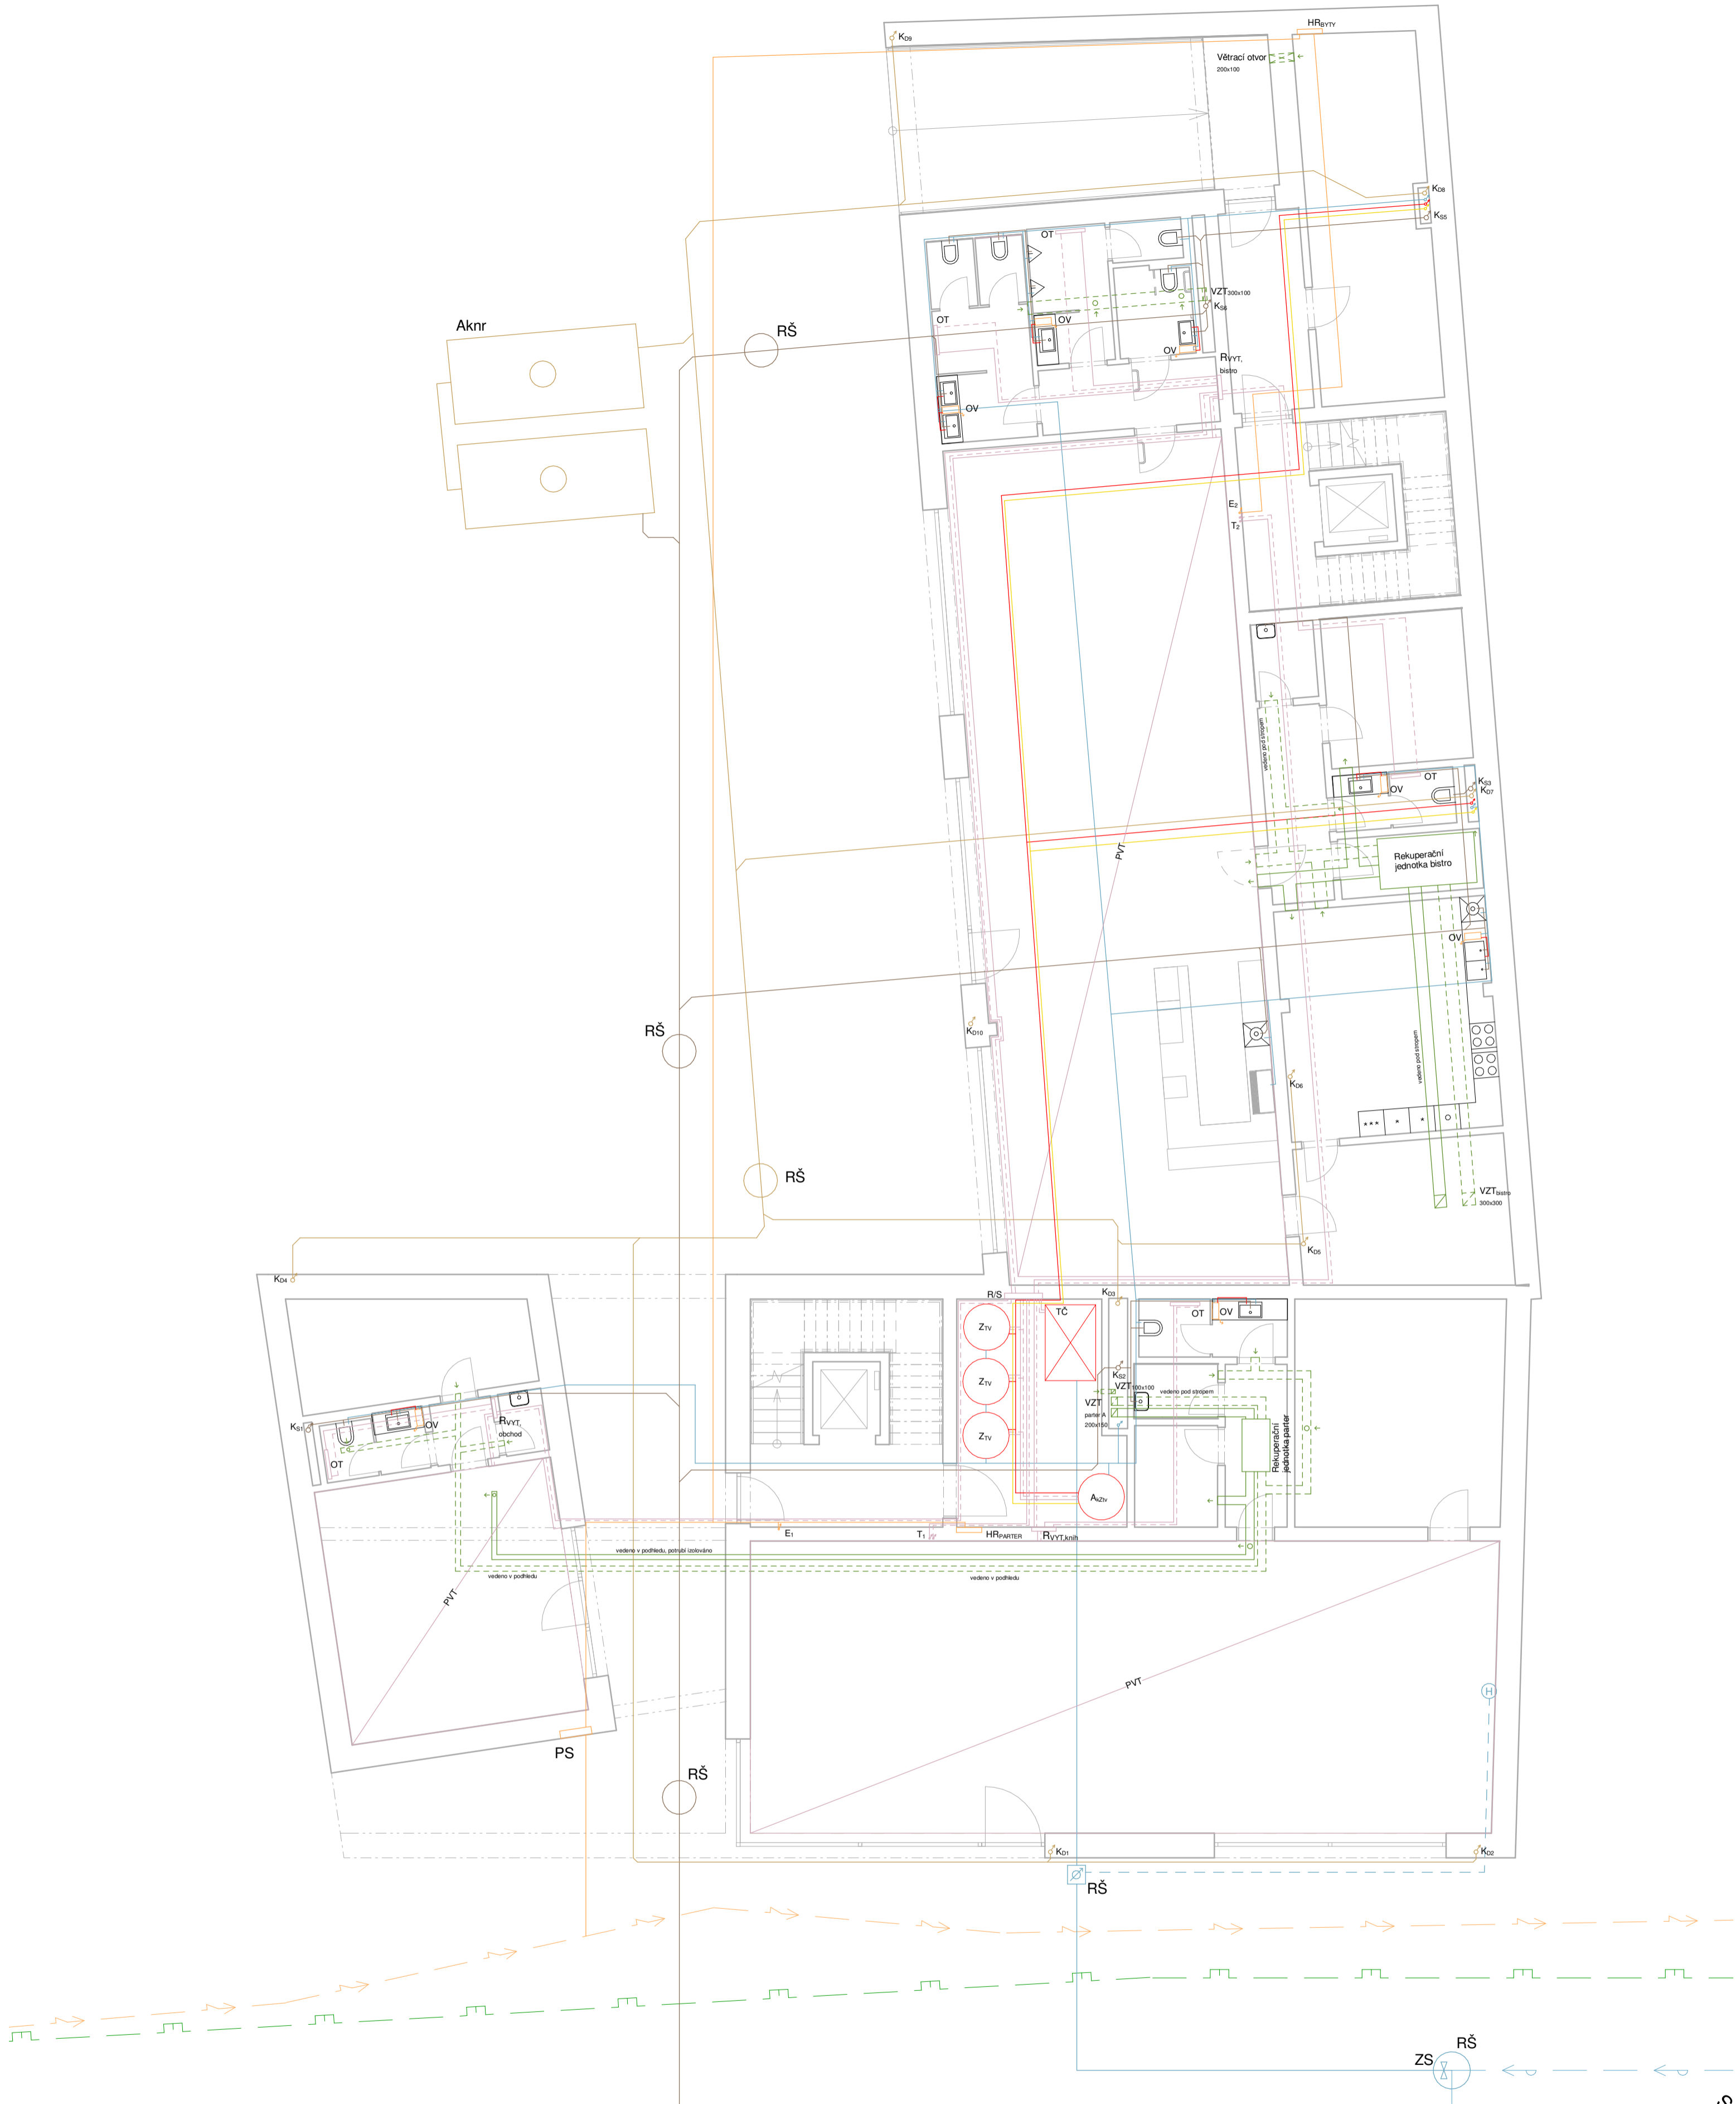 HRBYTY
KD9
Větrací otvor
200x100
KD8
KS5
OT
VZT300x100
KS6
Aknr
RŠ
OT
OV
OV
RVYT,
bistro
OV
E2
T2
vedeno pod stropem
OT
OV
KS3
KD7
Rekuperační
jednotka bistro
PVT
OV
RŠ
KD10
vedeno pod stropem
KD6
***
*
*
RŠ
VZTbistro
300x300
KD5
KD4
R/S
KD3
TČ
ZTV
OT
OV
KS2
ZTV
VZT100x100
vedeno pod stropem
VZT
parter A
200x150
KS1
OV
RVYT,
obchod
OT
ZTV
Rekuperační
jednotka parter
AkZtv
E1
T1
HRPARTER
RVYT,knih
vedeno v podhledu, potrubí izolováno
vedeno v podhledu
vedeno v podhledu
PVT
PVT
H
PS
RŠ
KD1
KD2
RŠ
RŠ
ZS
S